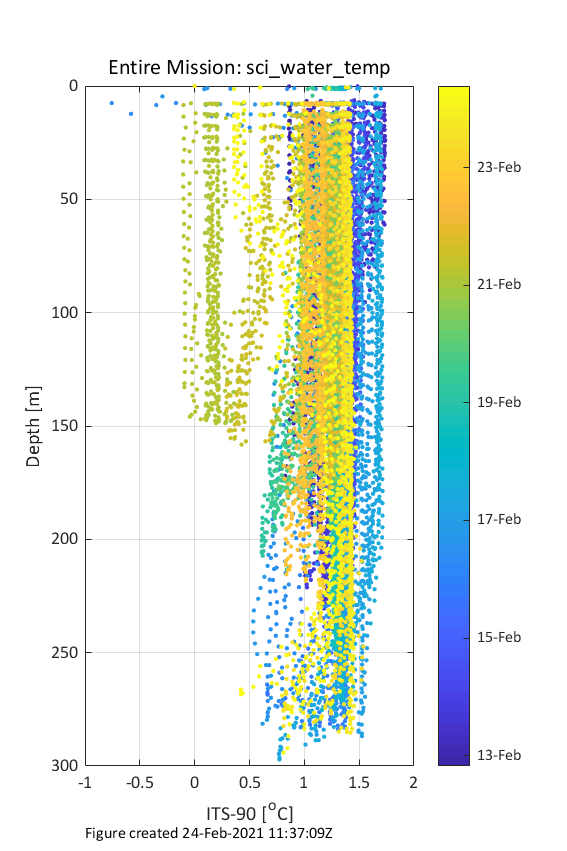 Entire Mission: sci_water_temp
0
50
100
150
200
250
300
Depth [m]
-1
-0.5
0
0.5
1
1.5
2
ITS-90 [°C]
23-Feb
21-Feb
19-Feb
17-Feb
15-Feb
13-Feb
Figure created 24-Feb-2021 11:37:09Z